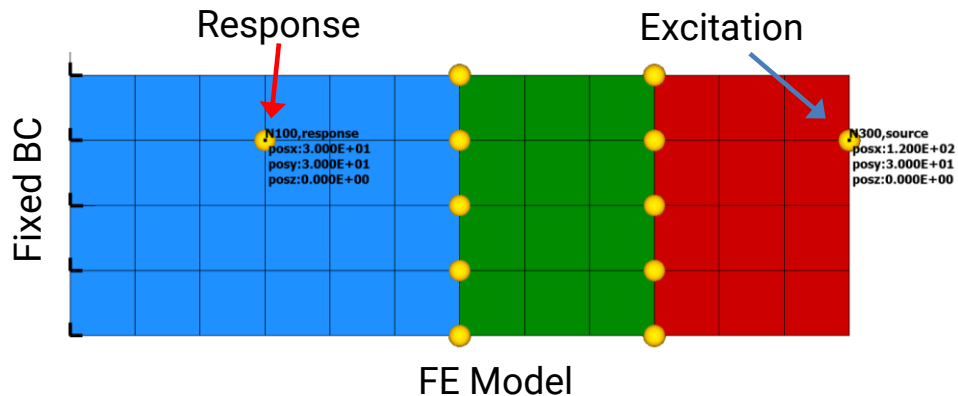 Response
Excitation
N100,response
posx:3.000E+01
posy:3.000E+01
posz:0.000E+00
N300,source
posx:1.200E+02
posy:3.000E+01
posz:0.000E+00
Fixed BC
FE Model